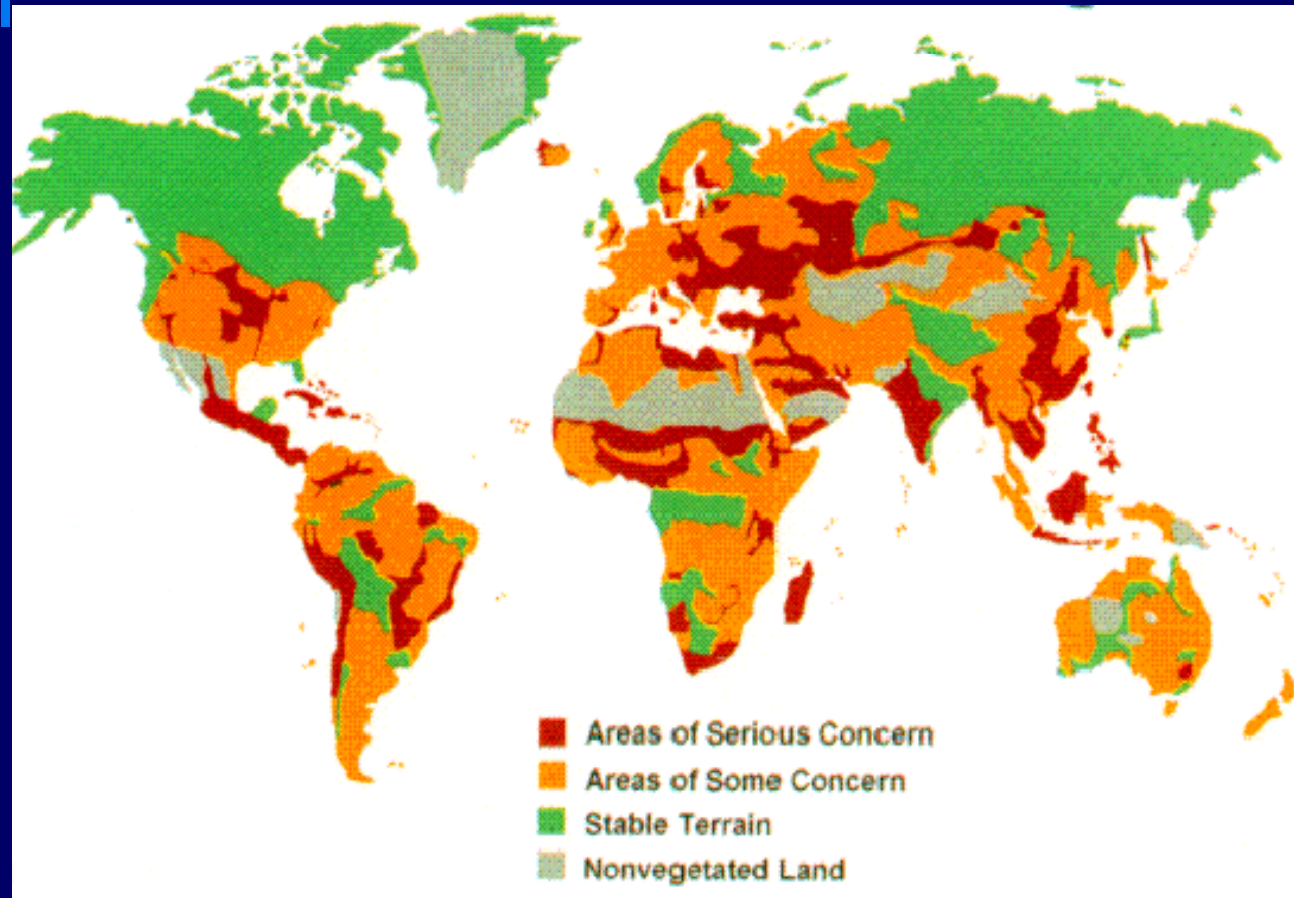 Areas of Serious Concern
Areas of Some Concern
Stable Terrain
Nonvegetated Land